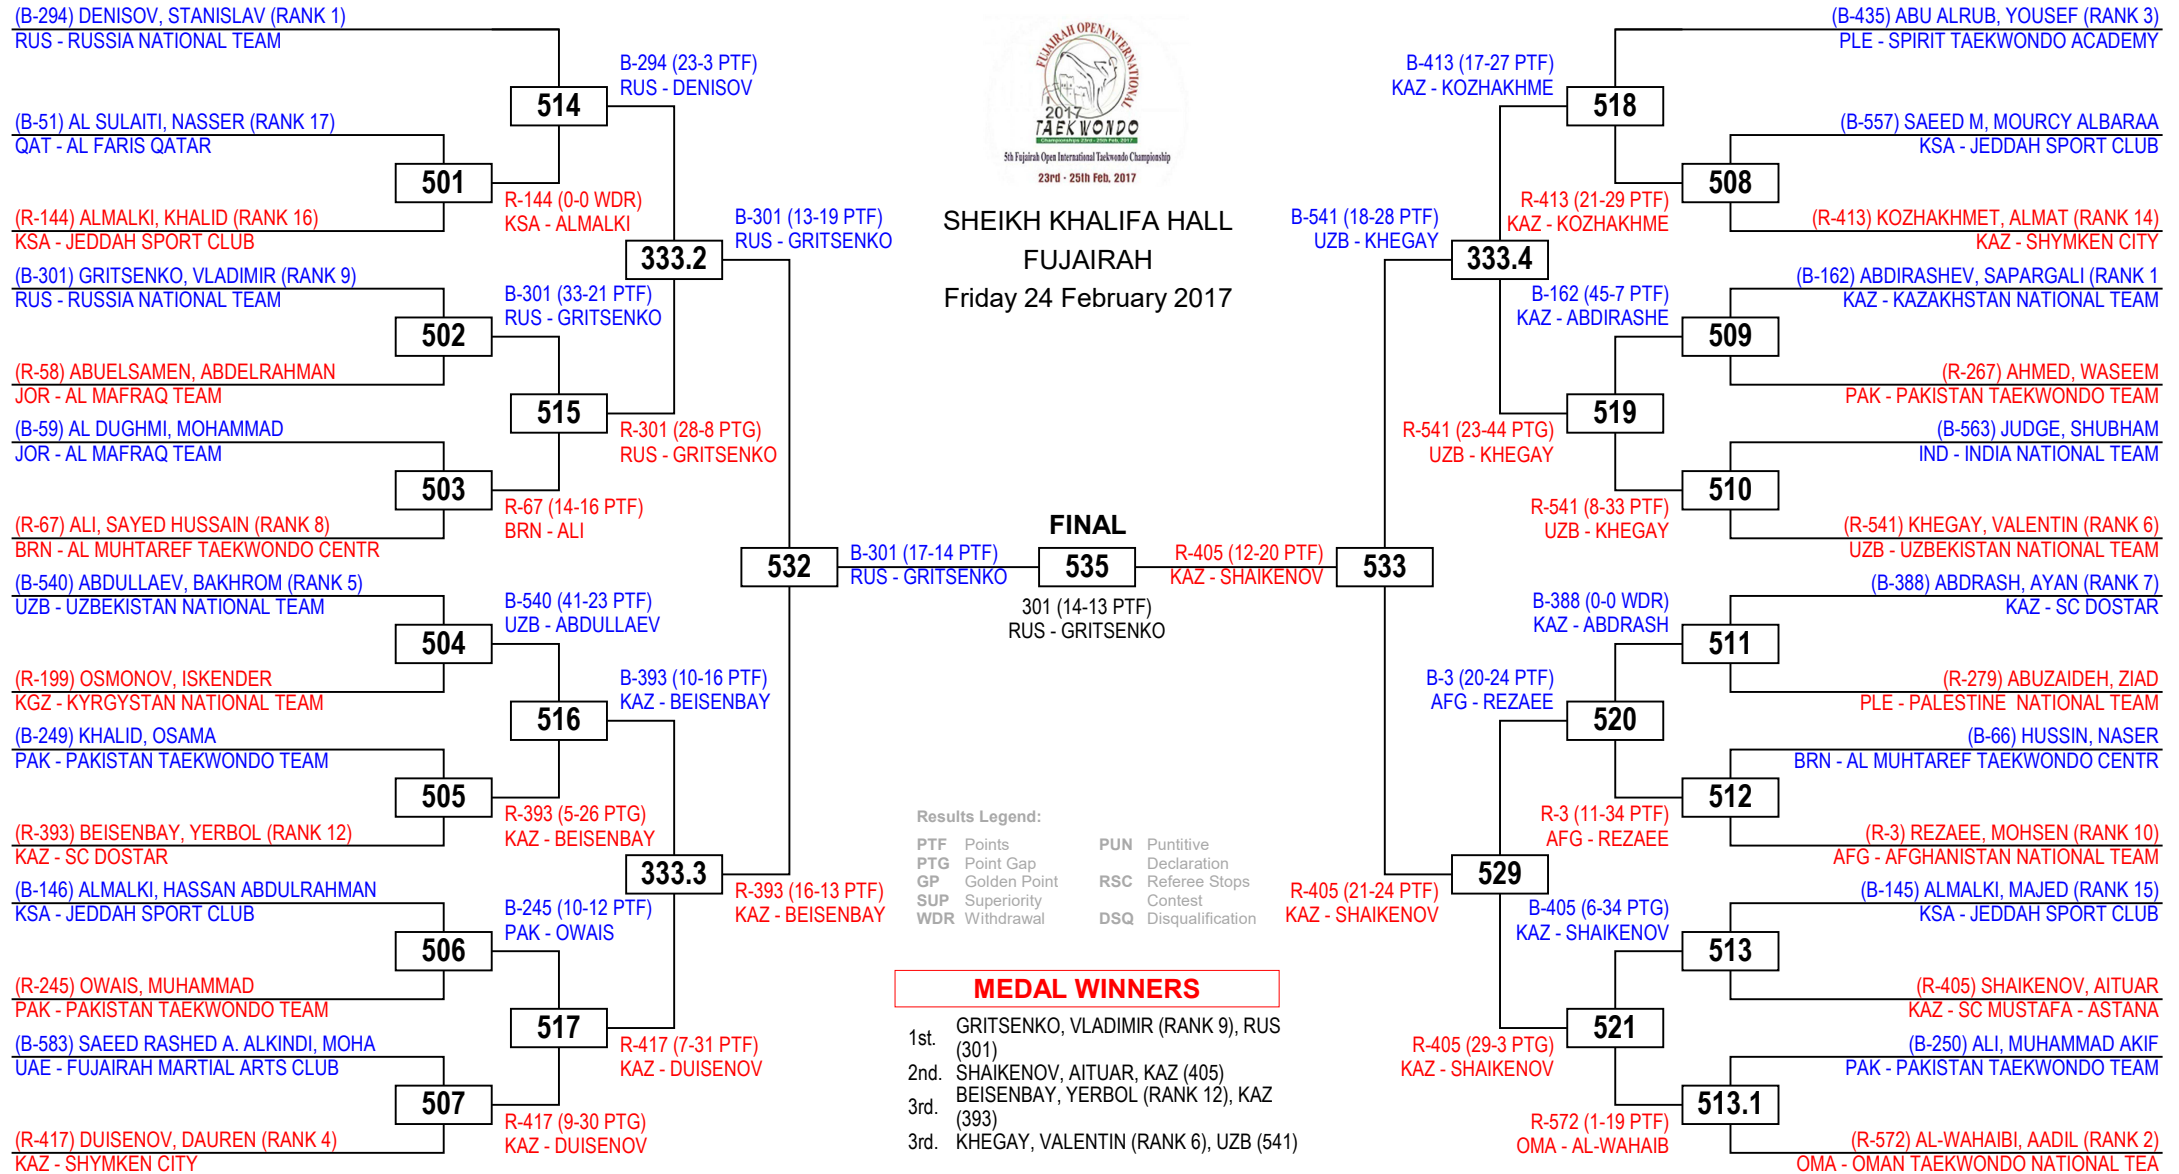 (B-294) DENISOV, STANISLAV (RANK 1)
RUS - RUSSIA NATIONAL TEAM
(B-51) AL SULAITI, NASSER (RANK 17)
QAT - AL FARIS QATAR
(R-144) ALMALKI, KHALID (RANK 16)
KSA - JEDDAH SPORT CLUB
(B-301) GRITSENKO, VLADIMIR (RANK 9)
RUS - RUSSIA NATIONAL TEAM
(R-58) ABUELSAMEN, ABDELRAHMAN
JOR - AL MAFRAQ TEAM
(B-59) AL DUGHMI, MOHAMMAD
JOR - AL MAFRAQ TEAM
(R-67) ALI, SAYED HUSSAIN (RANK 8)
BRN - AL MUHTAREF TAEKWONDO CENTR
(B-540) ABDULLAEV, BAKHROM (RANK 5)
UZB - UZBEKISTAN NATIONAL TEAM
(R-199) OSMONOV, ISKENDER
KGZ - KYRGYSTAN NATIONAL TEAM
(B-249) KHALID, OSAMA
PAK - PAKISTAN TAEKWONDO TEAM
(R-393) BEISENBAY, YERBOL (RANK 12)
KAZ - SC DOSTAR
(B-146) ALMALKI, HASSAN ABDULRAHMAN
KSA - JEDDAH SPORT CLUB
(R-245) OWAIS, MUHAMMAD
PAK - PAKISTAN TAEKWONDO TEAM
(B-583) SAEED RASHED A. ALKINDI, MOHA
UAE - FUJAIRAH MARTIAL ARTS CLUB
(R-417) DUISENOV, DAUREN (RANK 4)
KAZ - SHYMKEN CITY
501
502
503
504
505
506
507
R-144 (0-0 WDR)
KSA - ALMALKI
B-301 (33-21 PTF)
RUS - GRITSENKO
R-67 (14-16 PTF)
BRN - ALI
B-540 (41-23 PTF)
UZB - ABDULLAEV
R-393 (5-26 PTG)
KAZ - BEISENBAY
B-245 (10-12 PTF)
PAK - OWAIS
R-417 (9-30 PTG)
KAZ - DUISENOV
514
515
516
517
B-294 (23-3 PTF)
RUS - DENISOV
R-301 (28-8 PTG)
RUS - GRITSENKO
B-393 (10-16 PTF)
KAZ - BEISENBAY
R-417 (7-31 PTF)
KAZ - DUISENOV
333.2
333.3
B-301 (13-19 PTF)
RUS - GRITSENKO
R-393 (16-13 PTF)
KAZ - BEISENBAY
532
B-301 (17-14 PTF)
RUS - GRITSENKO
FUJAIRAH OPEN INTERNATIONAL
2017
TAEKWONDO
Championships 23rd - 25th Feb, 2017
5th Fujairah Open International Taekwondo Championship
23rd - 25th Feb, 2017
SHEIKH KHALIFA HALL
FUJAIRAH
Friday 24 February 2017
FINAL
535
301 (14-13 PTF)
RUS - GRITSENKO
Results Legend:
PTF Points
PTG Point Gap
GP Golden Point
SUP Superiority
WDR Withdrawal
PUN Puntitive
Declaration
RSC Referee Stops
Contest
DSQ Disqualification
MEDAL WINNERS
1st. GRITSENKO, VLADIMIR (RANK 9), RUS
(301)
2nd. SHAIKENOV, AITUAR, KAZ (405)
3rd. BEISENBAY, YERBOL (RANK 12), KAZ
(393)
3rd. KHEGAY, VALENTIN (RANK 6), UZB (541)
R-405 (12-20 PTF)
KAZ - SHAIKENOV
533
B-541 (18-28 PTF)
UZB - KHEGAY
R-405 (21-24 PTF)
KAZ - SHAIKENOV
333.4
529
B-413 (17-27 PTF)
KAZ - KOZHAKHME
R-541 (23-44 PTG)
UZB - KHEGAY
B-3 (20-24 PTF)
AFG - REZAEE
R-405 (29-3 PTG)
KAZ - SHAIKENOV
518
519
520
521
R-413 (21-29 PTF)
KAZ - KOZHAKHME
B-162 (45-7 PTF)
KAZ - ABDIRASHE
R-541 (8-33 PTF)
UZB - KHEGAY
B-388 (0-0 WDR)
KAZ - ABDRASH
R-3 (11-34 PTF)
AFG - REZAEE
B-405 (6-34 PTG)
KAZ - SHAIKENOV
R-572 (1-19 PTF)
OMA - AL-WAHAIB
508
509
510
511
512
513
513.1
(B-435) ABU ALRUB, YOUSEF (RANK 3)
PLE - SPIRIT TAEKWONDO ACADEMY
(B-557) SAEED M, MOURCY ALBARAA
KSA - JEDDAH SPORT CLUB
(R-413) KOZHAKHMET, ALMAT (RANK 14)
KAZ - SHYMKEN CITY
(B-162) ABDIRASHEV, SAPARGALI (RANK 1
KAZ - KAZAKHSTAN NATIONAL TEAM
(R-267) AHMED, WASEEM
PAK - PAKISTAN TAEKWONDO TEAM
(B-563) JUDGE, SHUBHAM
IND - INDIA NATIONAL TEAM
(R-541) KHEGAY, VALENTIN (RANK 6)
UZB - UZBEKISTAN NATIONAL TEAM
(B-388) ABDRASH, AYAN (RANK 7)
KAZ - SC DOSTAR
(R-279) ABUZAIDEH, ZIAD
PLE - PALESTINE NATIONAL TEAM
(B-66) HUSSIN, NASER
BRN - AL MUHTAREF TAEKWONDO CENTR
(R-3) REZAEE, MOHSEN (RANK 10)
AFG - AFGHANISTAN NATIONAL TEAM
(B-145) ALMALKI, MAJED (RANK 15)
KSA - JEDDAH SPORT CLUB
(R-405) SHAIKENOV, AITUAR
KAZ - SC MUSTAFA - ASTANA
(B-250) ALI, MUHAMMAD AKIF
PAK - PAKISTAN TAEKWONDO TEAM
(R-572) AL-WAHAIBI, AADIL (RANK 2)
OMA - OMAN TAEKWONDO NATIONAL TEA